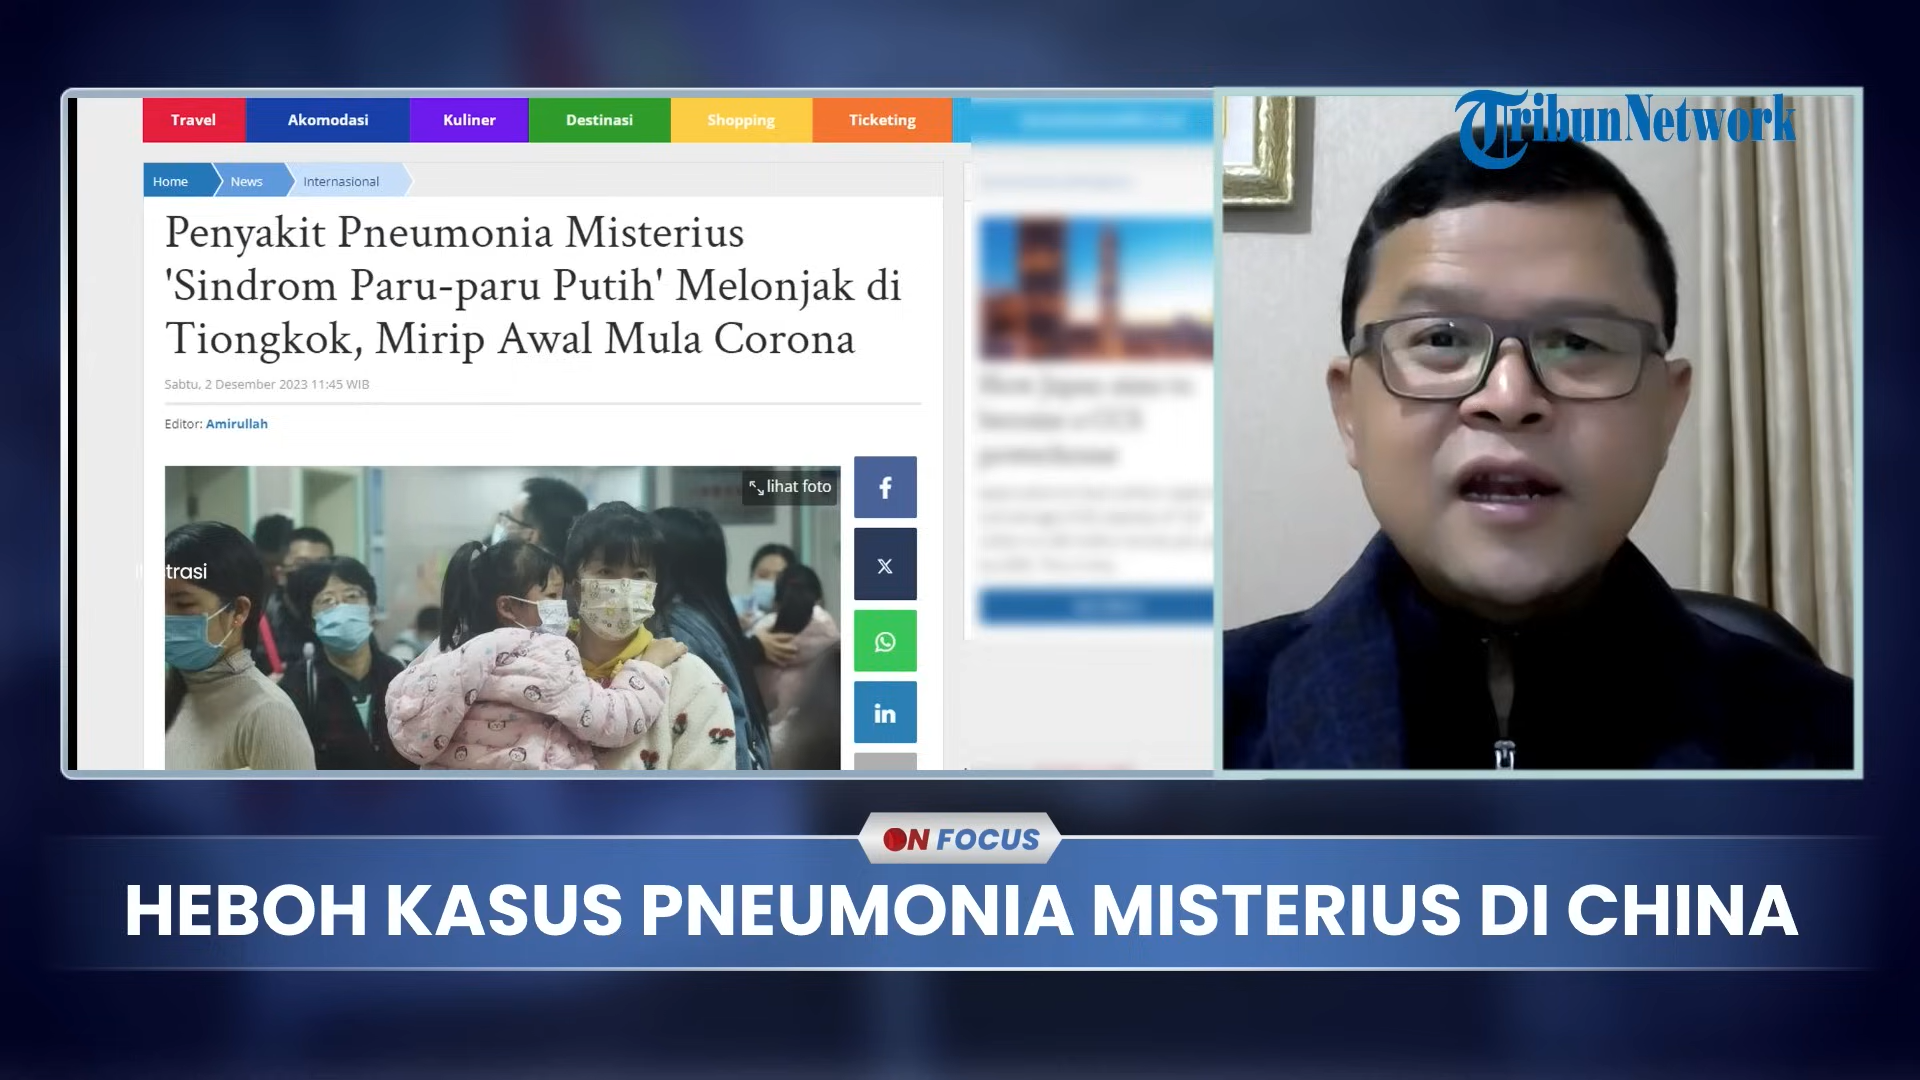 TribunNetwork
Travel Akomodasi Kuliner Destinasi Shopping Ticketing
Home News Internasional
Penyakit Pneumonia Misterius
'Sindrom Paru-paru Putih' Melonjak di
Tiongkok, Mirip Awal Mula Corona
Sabtu, 2 Desember 2023 11:45 WIB
Editor: Amirullah
lihat foto
ON FOCUS
HEBOH KASUS PNEUMONIA MISTERIUS DI CHINA